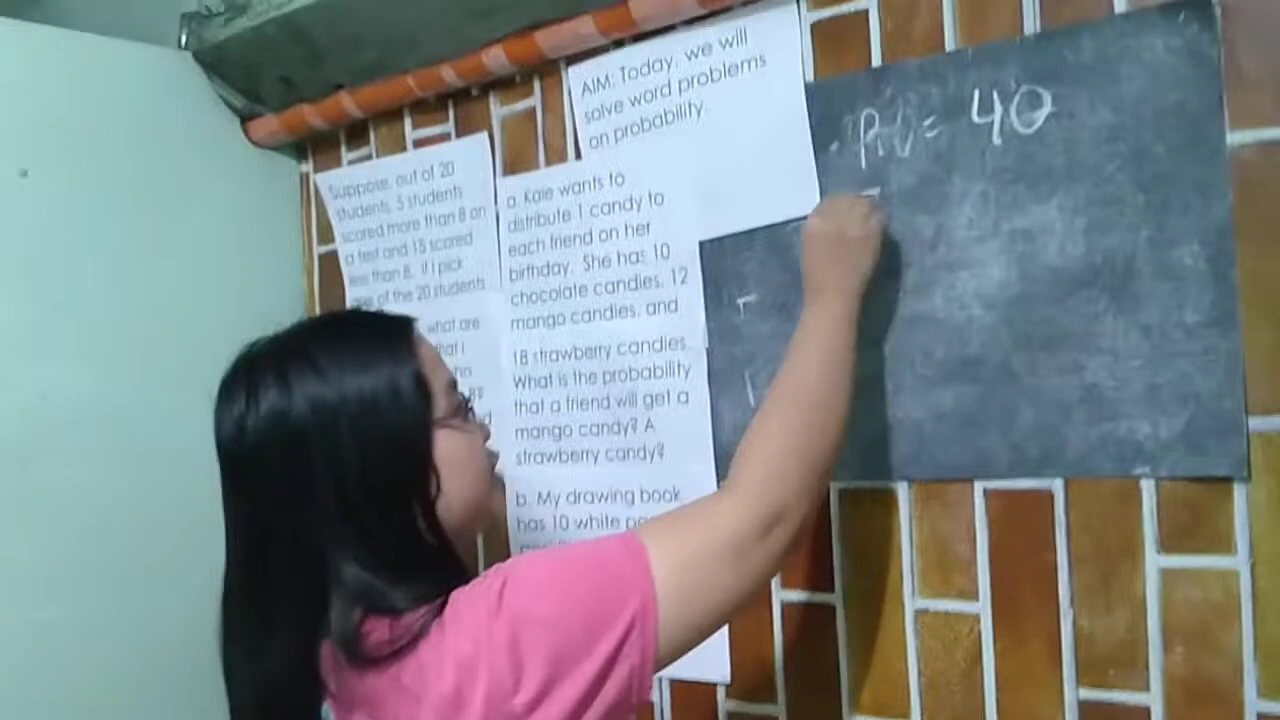 AIM: Today, we will
solve word problems
on probability.
Suppose, out of 20
students, 5 students
scored more than 8 on
a test and 15 scored
less than 8. If I pick
of the 20 students
what are
that I
a. Kaie wants to
distribute 1 candy to
each friend on her
birthday. She has 10
chocolate candies, 12
mango candies, and
18 strawberry candies.
What is the probability
that a friend will get a
mango candy? A
strawberry candy?
b. My drawing book
has 10 white
= 40